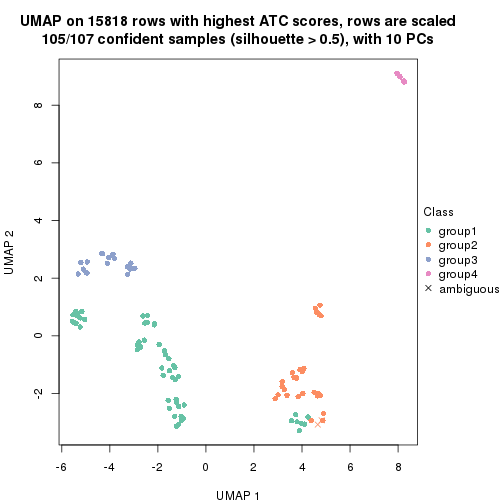 UMAP on 15818 rows with highest ATC scores, rows are scaled
105/107 confident samples (silhouette > 0.5), with 10 PCs
8
6
4
2
0
-2
UMAP 2
-6
-4
-2
0
2
4
6
8
UMAP 1
Class
group1
group2
group3
group4
ambiguous